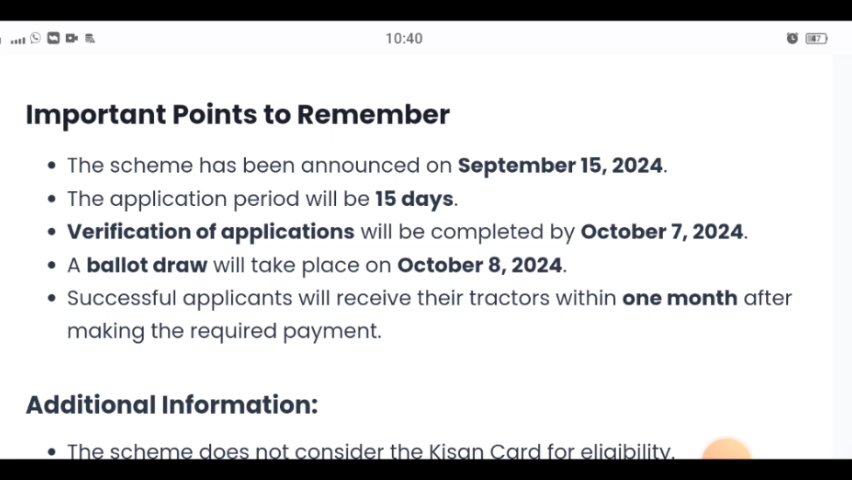 10:40
47
Important Points to Remember
• The scheme has been announced on September 15, 2024.
• The application period will be 15 days.
• Verification of applications will be completed by October 7, 2024.
• A ballot draw will take place on October 8, 2024.
• Successful applicants will receive their tractors within one month after
making the required payment.
Additional Information:
• The scheme does not consider the Kisan Card for eligibility.